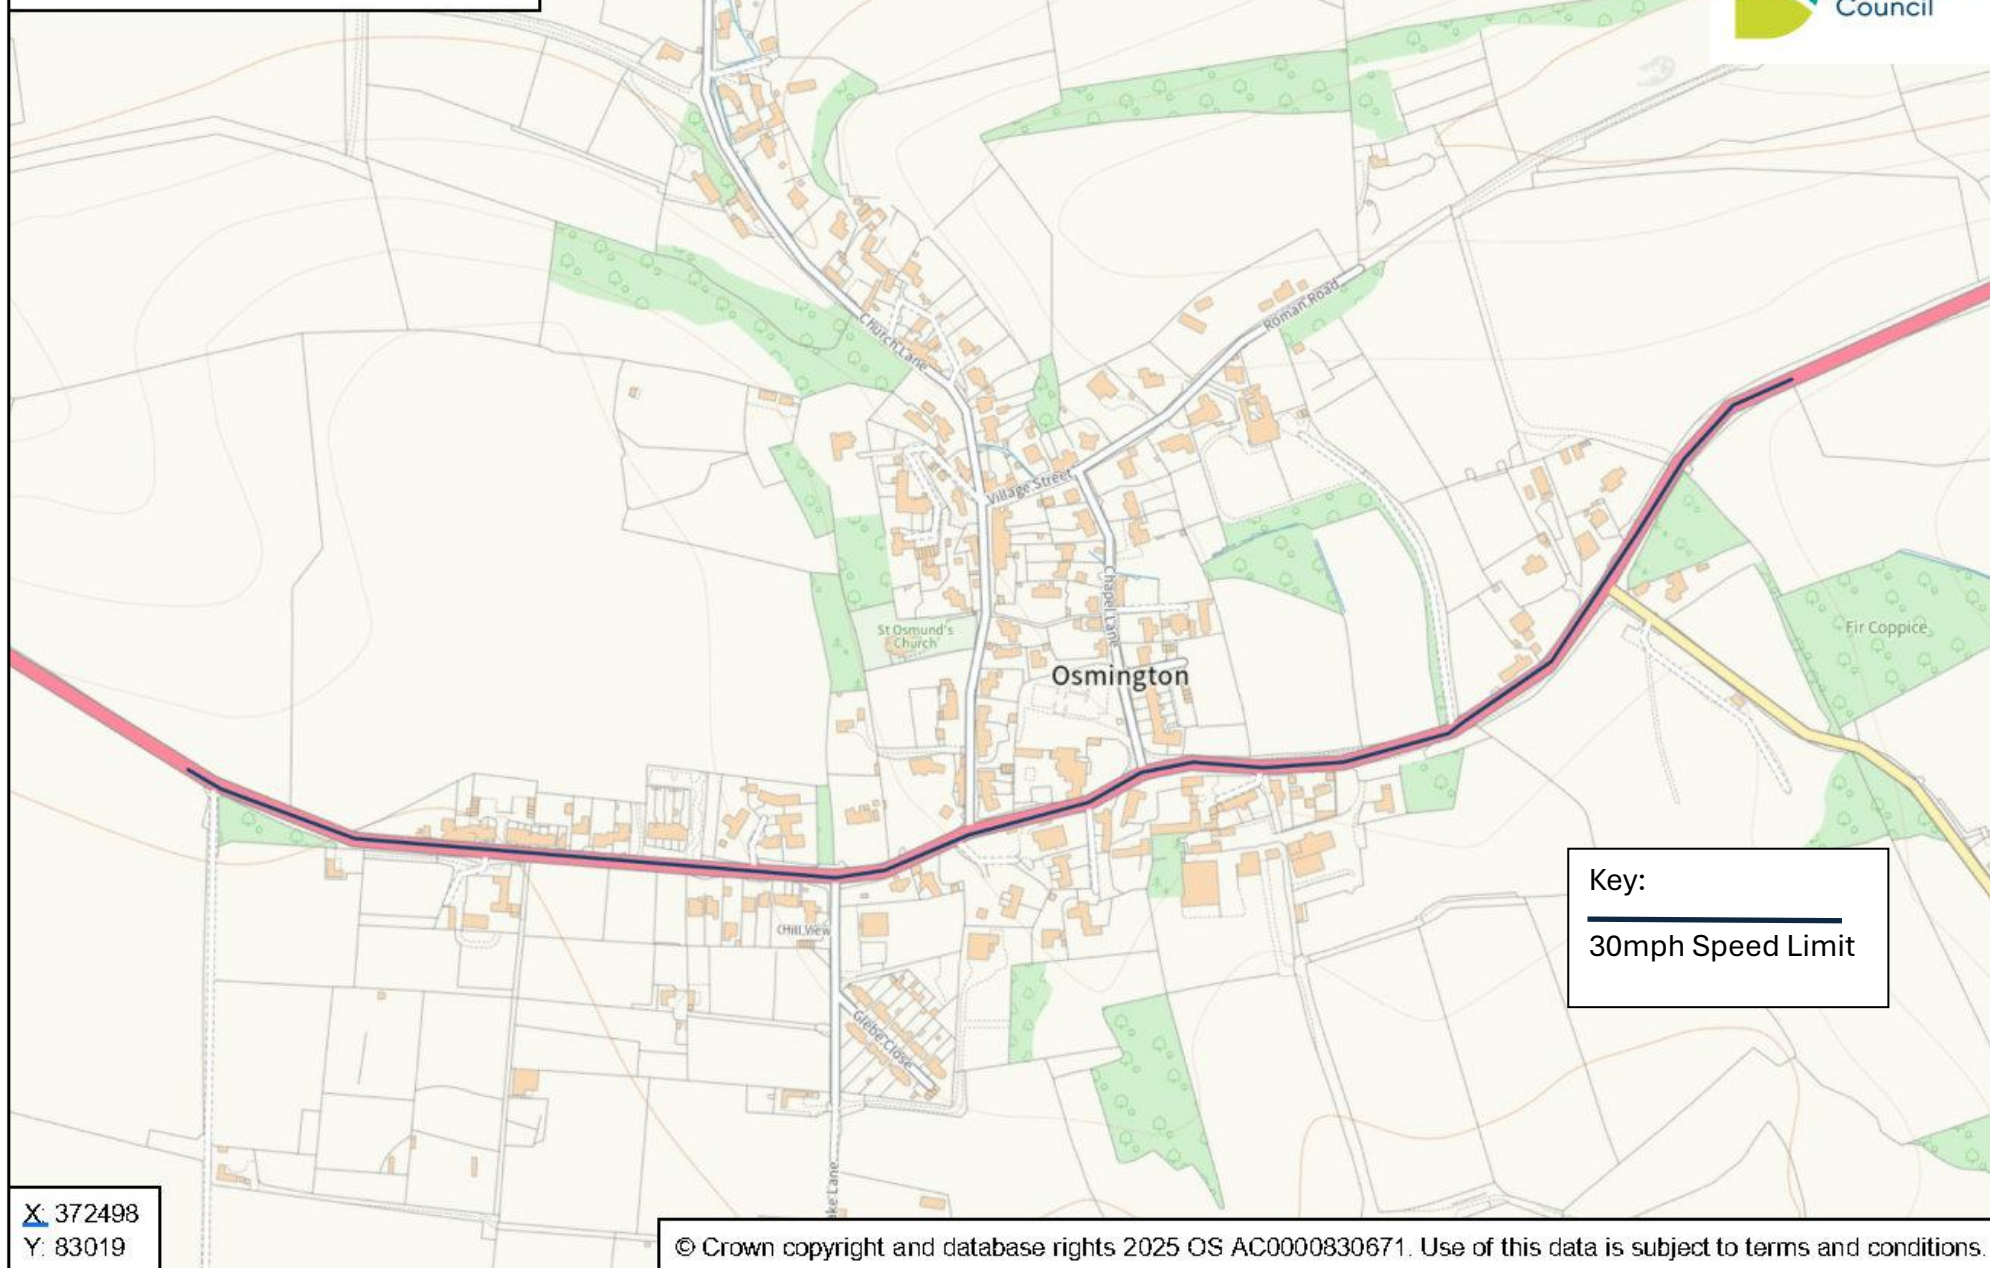 Council
Roman Road
Church Lane
Village Street
Chapel Lane
St Osmund's
Church
Osmington
Fir Coppice
Hill View
Glebe Close
Lane
Key:
30mph Speed Limit
X: 372498
Y: 83019
© Crown copyright and database rights 2025 OS AC0000830671. Use of this data is subject to terms and conditions.